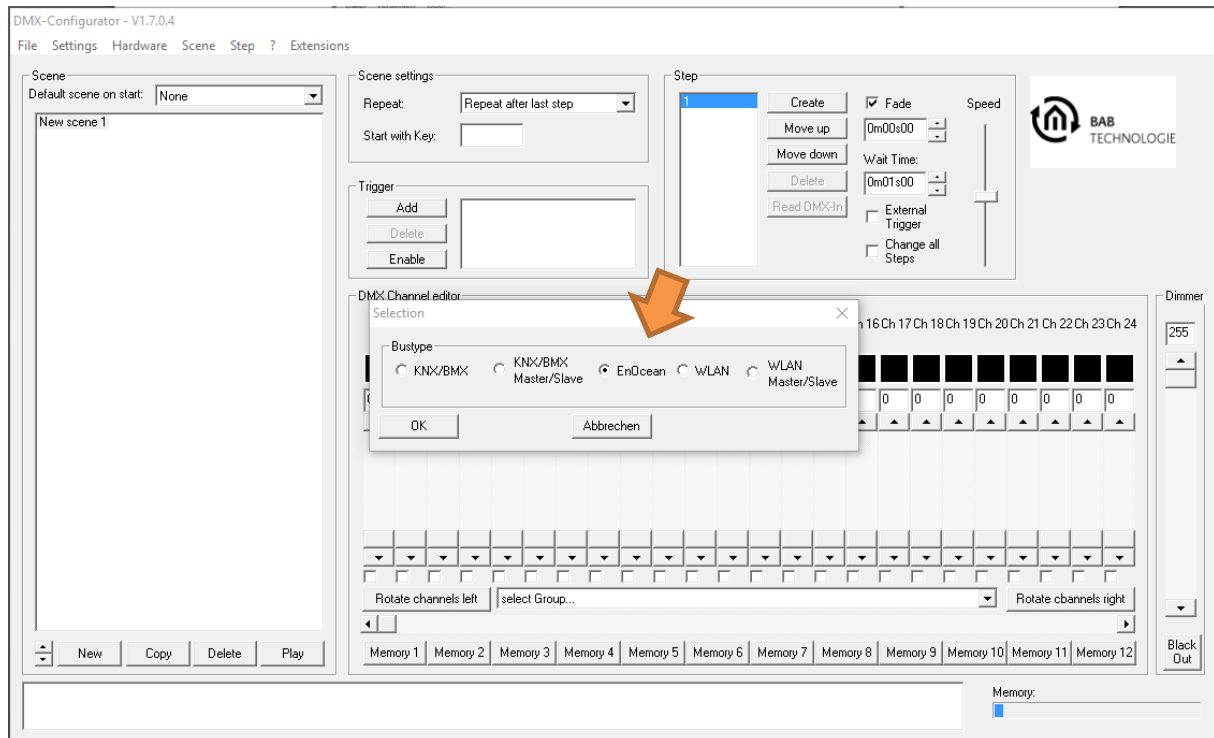 DMX-Configurator - V1.7.0.4
File Settings Hardware Scene Step ? Extensions
Scene
Default scene on start: None
New scene 1
New Copy Delete Play
Scene settings
Repeat: Repeat after last step
Start with Key:
Trigger
Add
Delete
Enable
Step
1
Create
Move up
Move down
Delete
Read DMX-In
Fade
0m00s00
Wait Time:
0m01s00
External
Trigger
Change all
Steps
Speed
BAB
TECHNOLOGIE
DMX Channel editor
16 Ch 17 Ch 18 Ch 19 Ch 20 Ch 21 Ch 22 Ch 23 Ch 24
Selection
Bustype
KNX/BMX
KNX/BMX
Master/Slave
EnOcean
WLAN
WLAN
Master/Slave
OK Abbrechen
0 0 0 0 0 0 0 0
Rotate channels left select Group... Rotate cbannels right
Memory 1 Memory 2 Memory 3 Memory 4 Memory 5 Memory 6 Memory 7 Memory 8 Memory 9 Memory 10 Memory 11 Memory 12
Dimmer
255
Black
Out
Memory: